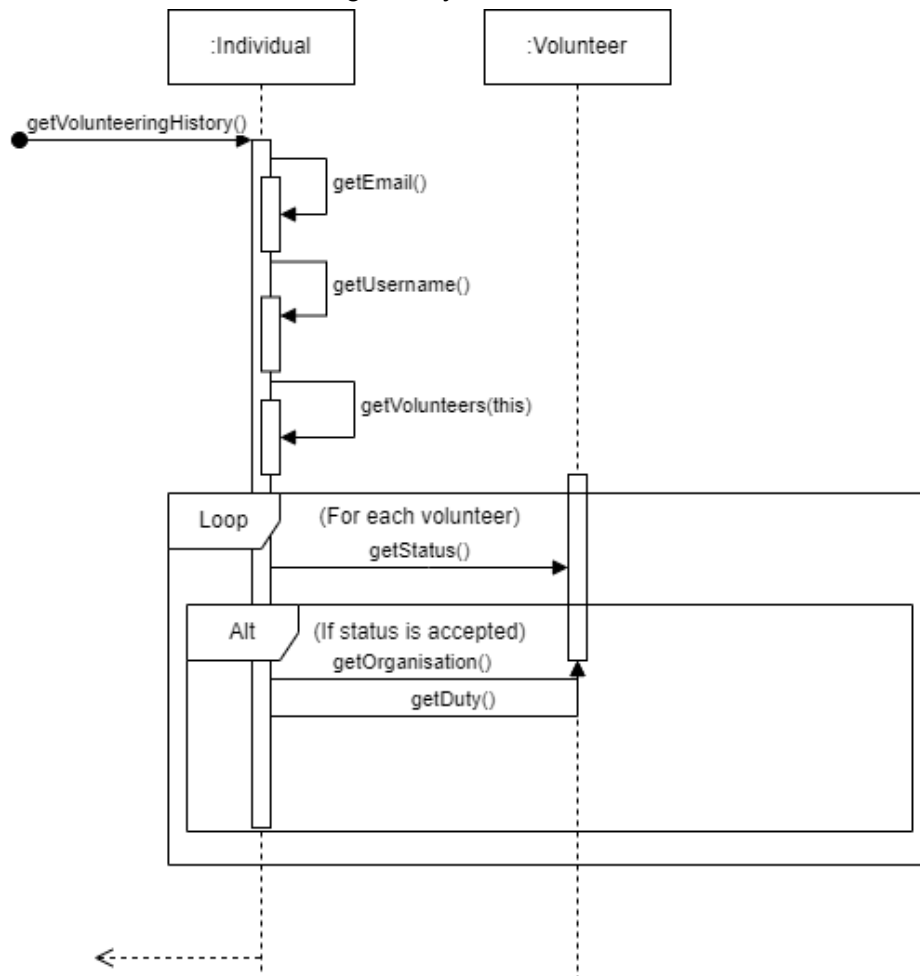 :Individual
:Volunteer
getVolunteeringHistory()
getEmail()
getUsername()
getVolunteers(this)
Loop
(For each volunteer)
getStatus()
Alt
(If status is accepted)
getOrganisation()
getDuty()